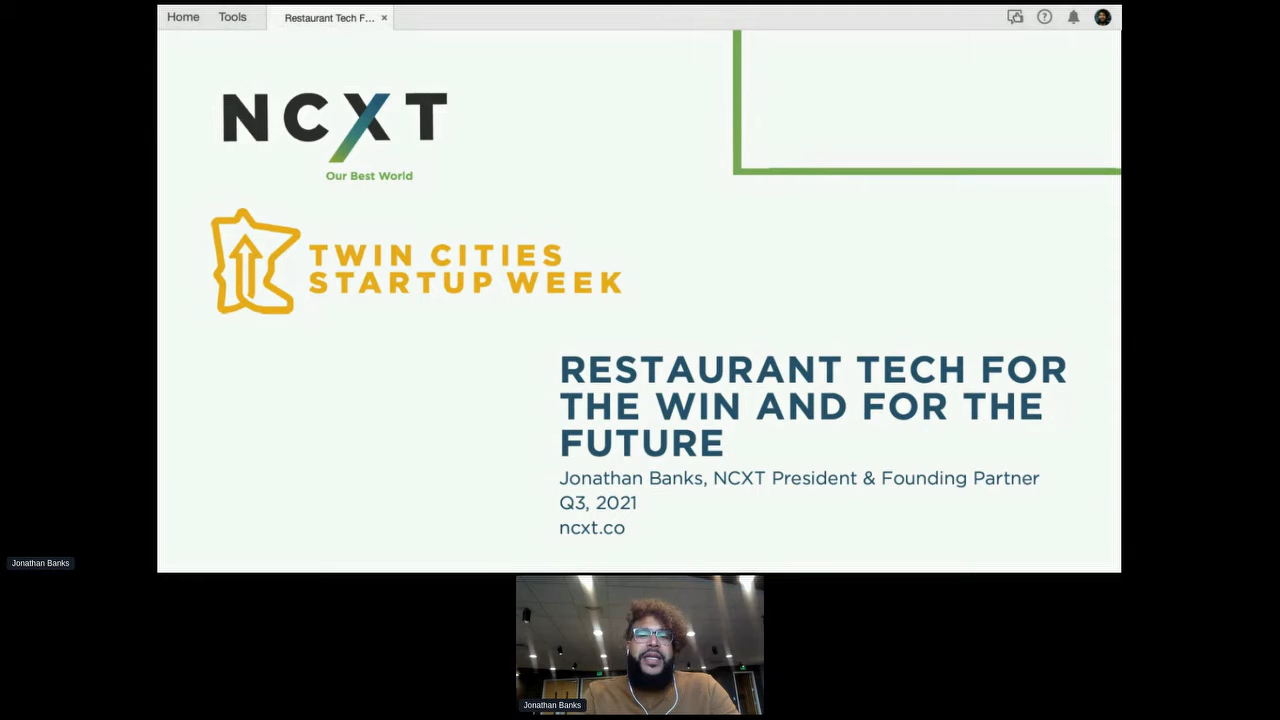 Home Tools Restaurant Tech F... ×
NCXT
Our Best World
TWIN CITIES
STARTUP WEEK
RESTAURANT TECH FOR
THE WIN AND FOR THE
FUTURE
Jonathan Banks, NCXT President & Founding Partner
Q3, 2021
ncxt.co
Jonathan Banks
Jonathan Banks